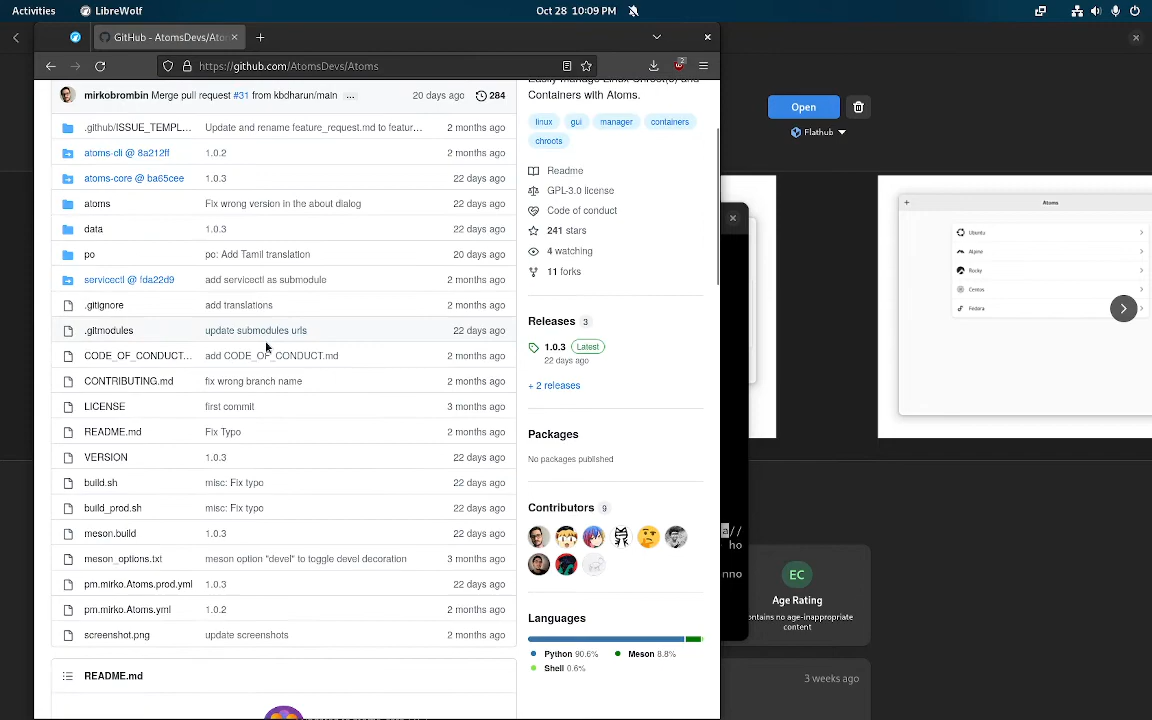 Activities
LibreWolf
Oct 28 10:09 PM
GitHub - AtomsDevs/Ato
https://github.com/AtomsDevs/Atoms
2
mirkobrombin Merge pull request #31 from kbdharun/main ... 20 days ago 284
.github/ISSUE_TEMPL... Update and rename feature_request.md to featur... 2 months ago
atoms-cli @ 8a212ff 1.0.2 2 months ago
atoms-core @ ba65cee 1.0.3 22 days ago
atoms Fix wrong version in the about dialog 22 days ago
data 1.0.3 22 days ago
po po: Add Tamil translation 20 days ago
servicectl @ fda22d9 add servicectl as submodule 2 months ago
.gitignore add translations 2 months ago
.gitmodules update submodules urls 22 days ago
CODE_OF_CONDUCT... add CODE_OF_CONDUCT.md 2 months ago
CONTRIBUTING.md fix wrong branch name 2 months ago
LICENSE first commit 3 months ago
README.md Fix Typo 2 months ago
VERSION 1.0.3 22 days ago
build.sh misc: Fix typo 22 days ago
build_prod.sh misc: Fix typo 22 days ago
meson.build 1.0.3 22 days ago
meson_options.txt meson option "devel" to toggle devel decoration 3 months ago
pm.mirko.Atoms.prod.yml 1.0.3 22 days ago
pm.mirko.Atoms.yml 1.0.2 2 months ago
screenshot.png update screenshots 2 months ago
README.md
Easily manage Linux Chroot(s) and
Containers with Atoms.
linux gui manager containers
chroots
Readme
GPL-3.0 license
Code of conduct
241 stars
4 watching
11 forks
Releases 3
1.0.3 Latest
22 days ago
+ 2 releases
Packages
No packages published
Contributors 9
Languages
Python 90.6% Meson 8.8%
Shell 0.6%
Open
Flathub
Atoms
Ubuntu
Alpine
Rocky
Centos
Fedora
a//
ho
nno
EC
Age Rating
ontains no age-inappropriate
content
3 weeks ago